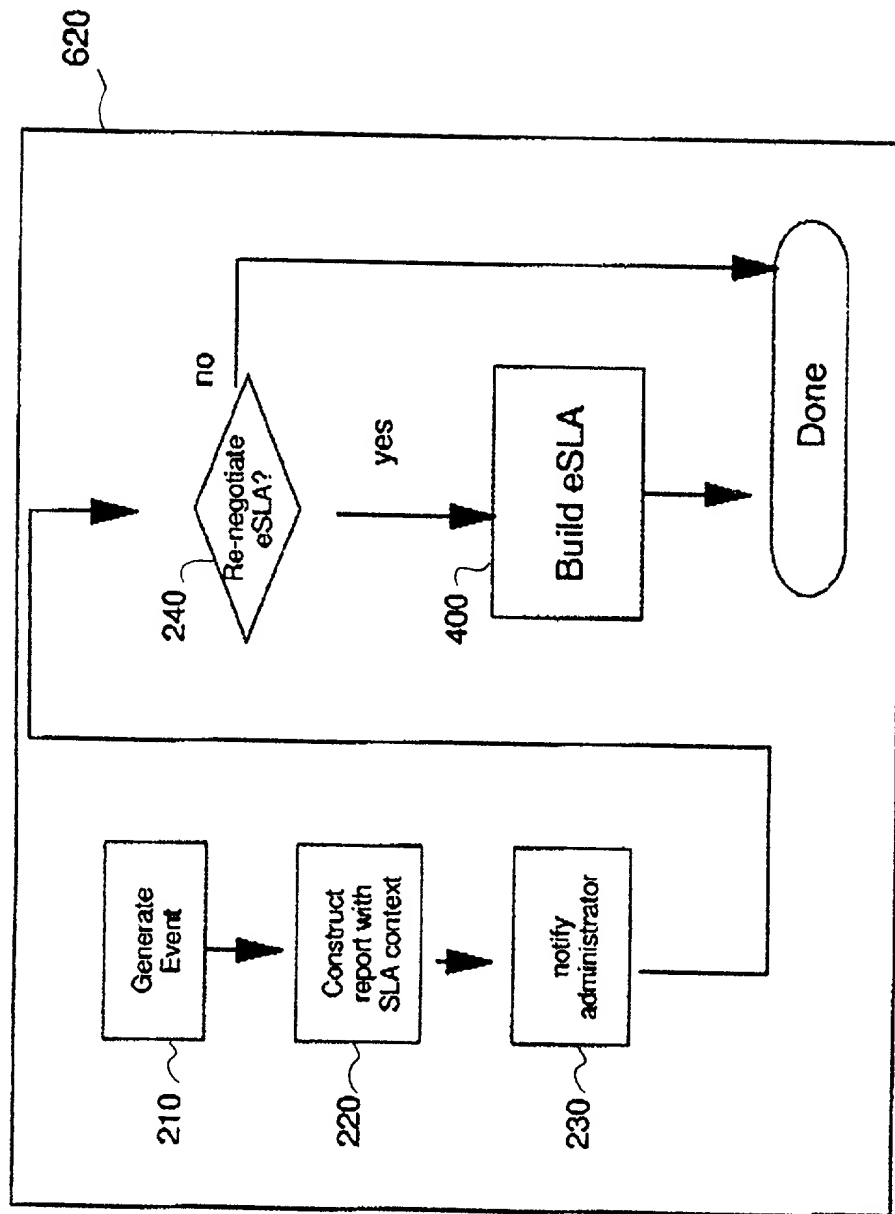 620
210
Generate
Event
220
Construct
report with
SLA context
230
notify
administrator
240
Re-negotiate
eSLA?
no
yes
400
Build eSLA
Done